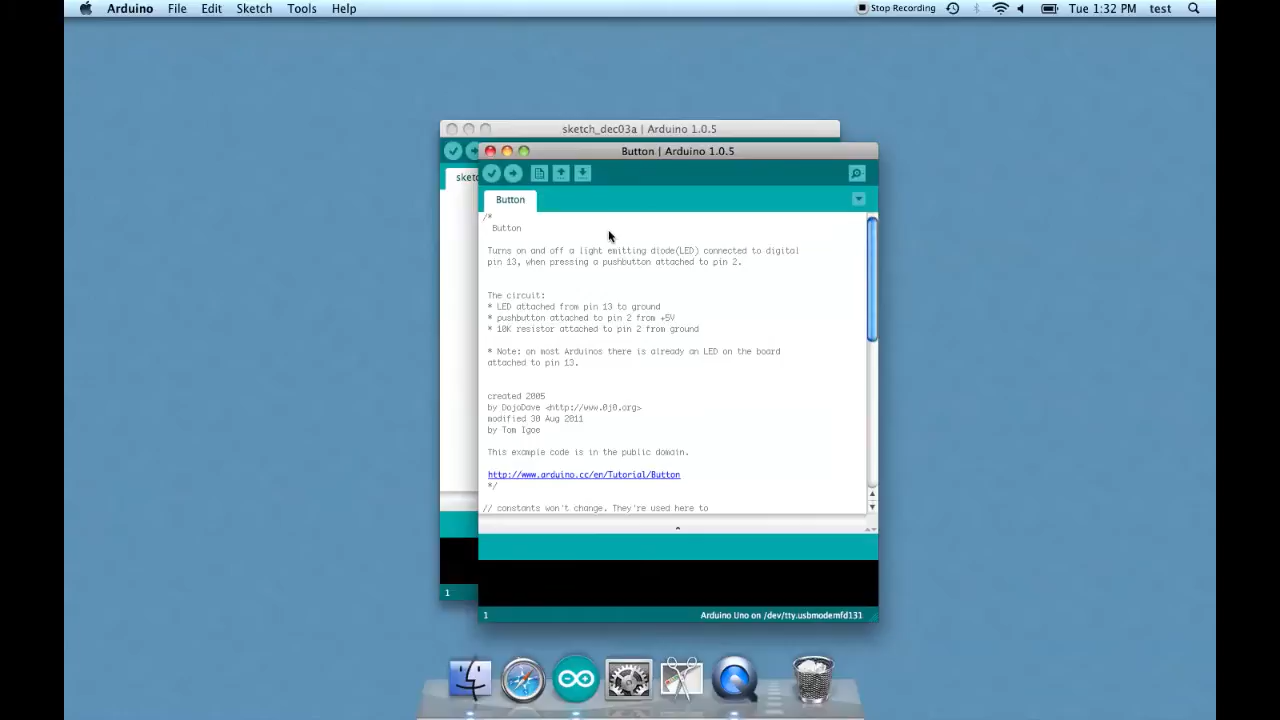 Arduino File Edit Sketch Tools Help Stop Recording Tue 1:32 PM test
sketch_dec03a | Arduino 1.0.5
Button | Arduino 1.0.5
Button
/*
Button
Turns on and off a light emitting diode(LED) connected to digital
pin 13, when pressing a pushbutton attached to pin 2.
The circuit:
* LED attached from pin 13 to ground
* pushbutton attached to pin 2 from +5V
* 10K resistor attached to pin 2 from ground
* Note: on most Arduinos there is already an LED on the board
attached to pin 13.
created 2005
by DojoDave <http://www.0j0.org>
modified 30 Aug 2011
by Tom Igoe
This example code is in the public domain.
http://www.arduino.cc/en/Tutorial/Button
*/
// constants won't change. They're used here to
1
1 Arduino Uno on /dev/tty.usbmodemfd131